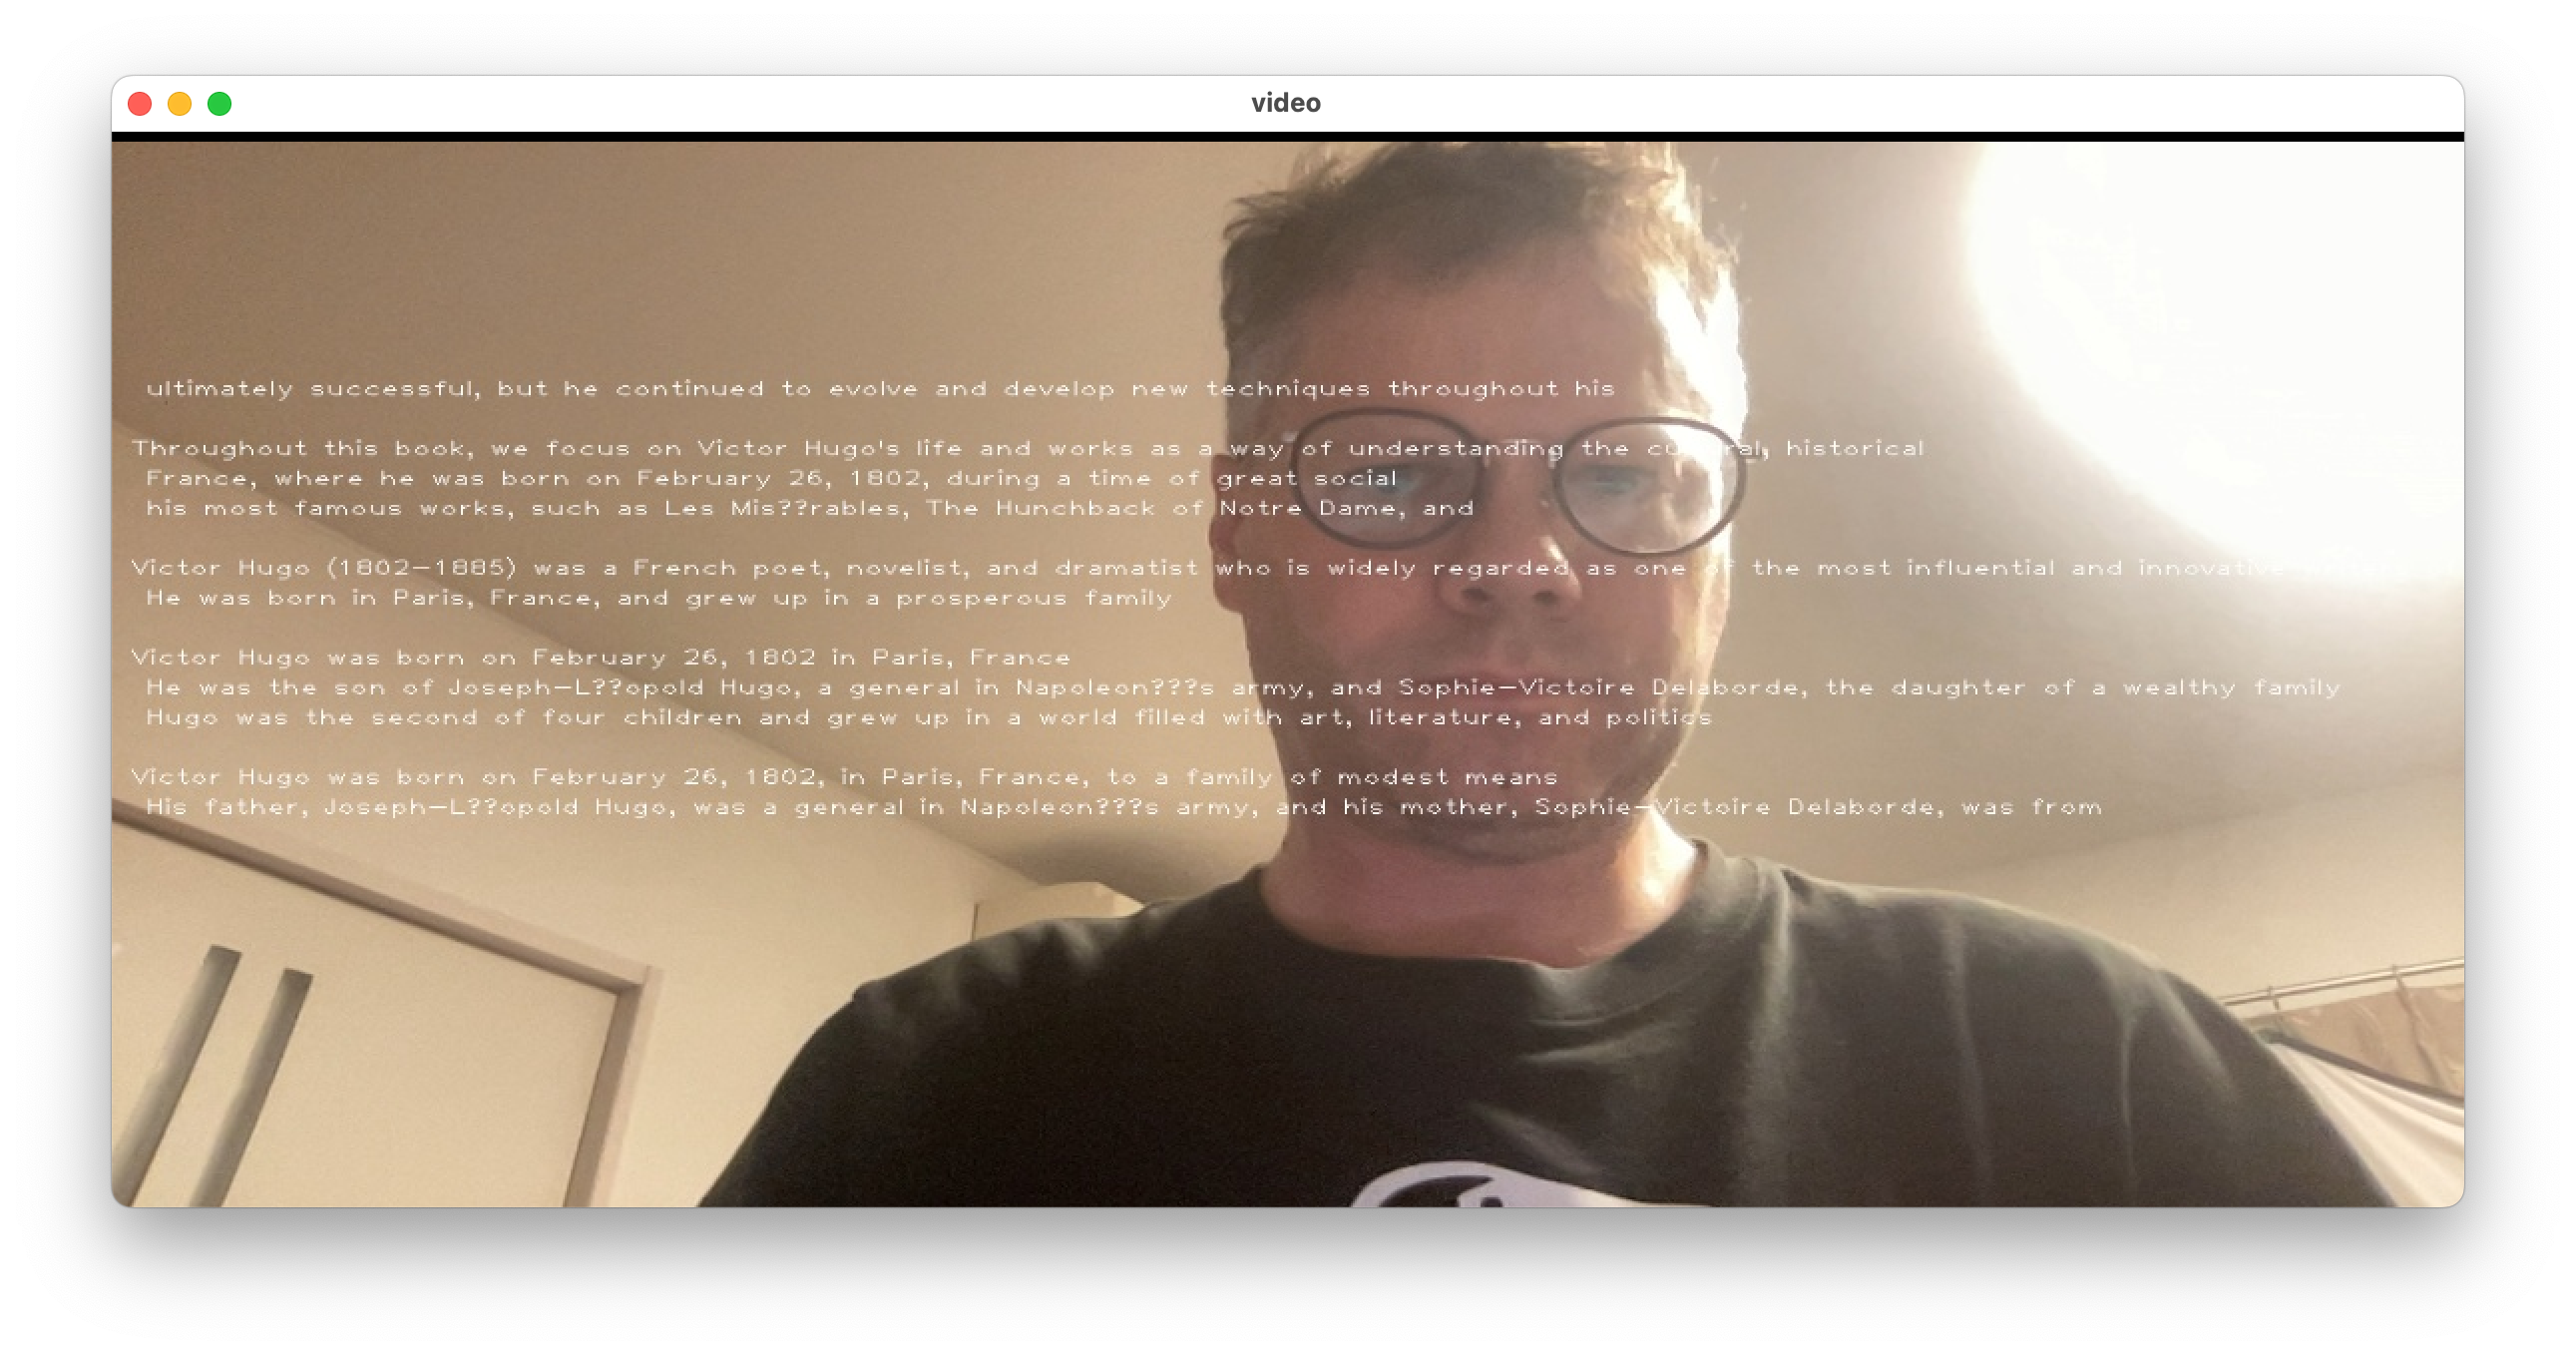 video
ultimately successful, but he continued to evolve and develop new techniques throughout his
Throughout this book, we focus on Victor Hugo's life and works as a way of understanding the historical
France, where he was born on February 26, 1802, during a time of great social
his most famous works, such as Les Mis??rables, The Hunchback of Notre Dame, and
Victor Hugo (1802-1885) was a French poet, novelist, and dramatist who is widely regarded as one of the most influential and innovative
He was born in Paris, France, and grew up in a prosperous family
Victor Hugo was born on February 26, 1802 in Paris, France
He was the son of Joseph-L??opold Hugo, a general in Napoleon???s army, and Sophie-Victoire Delaborde, the daughter of a wealthy family
Hugo was the second of four children and grew up in a world filled with art, literature, and politics
Victor Hugo was born on February 26, 1802, in Paris, France, to a family of modest means
His father, Joseph-L??opold Hugo, was a general in Napoleon???s army, and his mother, Sophie-Victoire Delaborde, was from